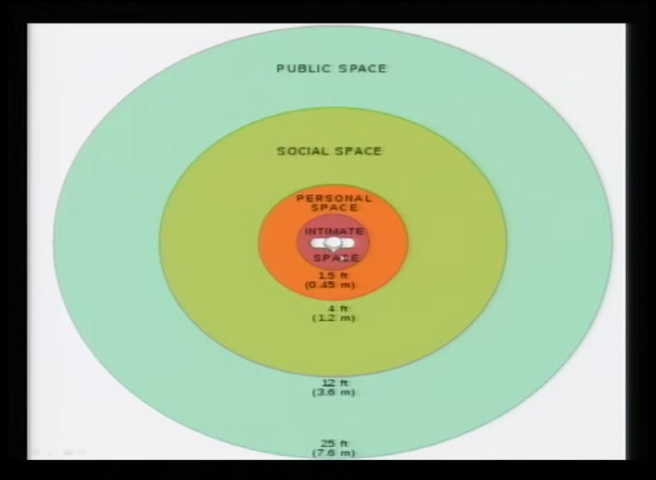 PUBLIC SPACE
SOCIAL SPACE
PERSONAL
SPACE
INTIMATE
SPACE
1.5 ft
(0.45 m)
4 ft
(1.2 m)
12 ft
(3.6 m)
25 ft
(7.6 m)